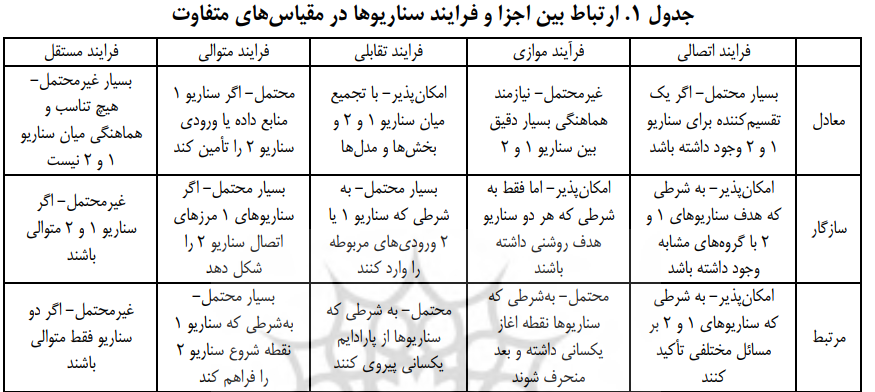 جدول ۱. ارتباط بین اجزا و فرایند سناریوها در مقیاس‌های متفاوت
فرایند اتصالی
فرآیند موازی
فرایند تقابلی
فرایند متوالی
فرایند مستقل
معادل
بسیار محتمل- اگر یک
تقسیم‌کننده برای سناریو
۱ و ۲ وجود داشته باشد
غیرمحتمل- نیازمند
هماهنگی بسیار دقیق
بین سناریو ۱ و ۲
امکان‌پذیر- با تجمیع
میان سناریو ۱ و ۲ و
بخش‌ها و مدل‌ها
محتمل- اگر سناریو ۱
منابع داده یا ورودی
سناریو ۲ را تأمین کند
بسیار غیرمحتمل-
هیچ تناسب و
هماهنگی میان سناریو
۱ و ۲ نیست
سازگار
امکان‌پذیر- به شرطی
که هدف سناریوهای ۱ و
۲ با گروه‌های مشابه
وجود داشته باشد
امکان‌پذیر- اما فقط به
شرطی که هر دو سناریو
هدف روشنی داشته
باشند
بسیار محتمل- به
شرطی که سناریو ۱ یا
۲ ورودی‌های مربوطه
را وارد کنند
بسیار محتمل- اگر
سناریوهای ۱ مرزهای
اتصال سناریو ۲ را
شکل دهد
غیرمحتمل- اگر
سناریو ۱ و ۲ متوالی
باشند
مرتبط
امکان‌پذیر- به شرطی
که سناریوهای ۱ و ۲ بر
مسائل مختلفی تأکید
کنند
محتمل- به‌شرطی که
سناریوها نقطه اغاز
یکسانی داشته و بعد
منحرف شوند
محتمل- به شرطی که
سناریوها از پارادایم
یکسانی پیروی کنند
بسیار محتمل-
به‌شرطی که سناریو ۱
نقطه شروع سناریو ۲
را فراهم کند
غیرمحتمل- اگر دو
سناریو فقط متوالی
باشند